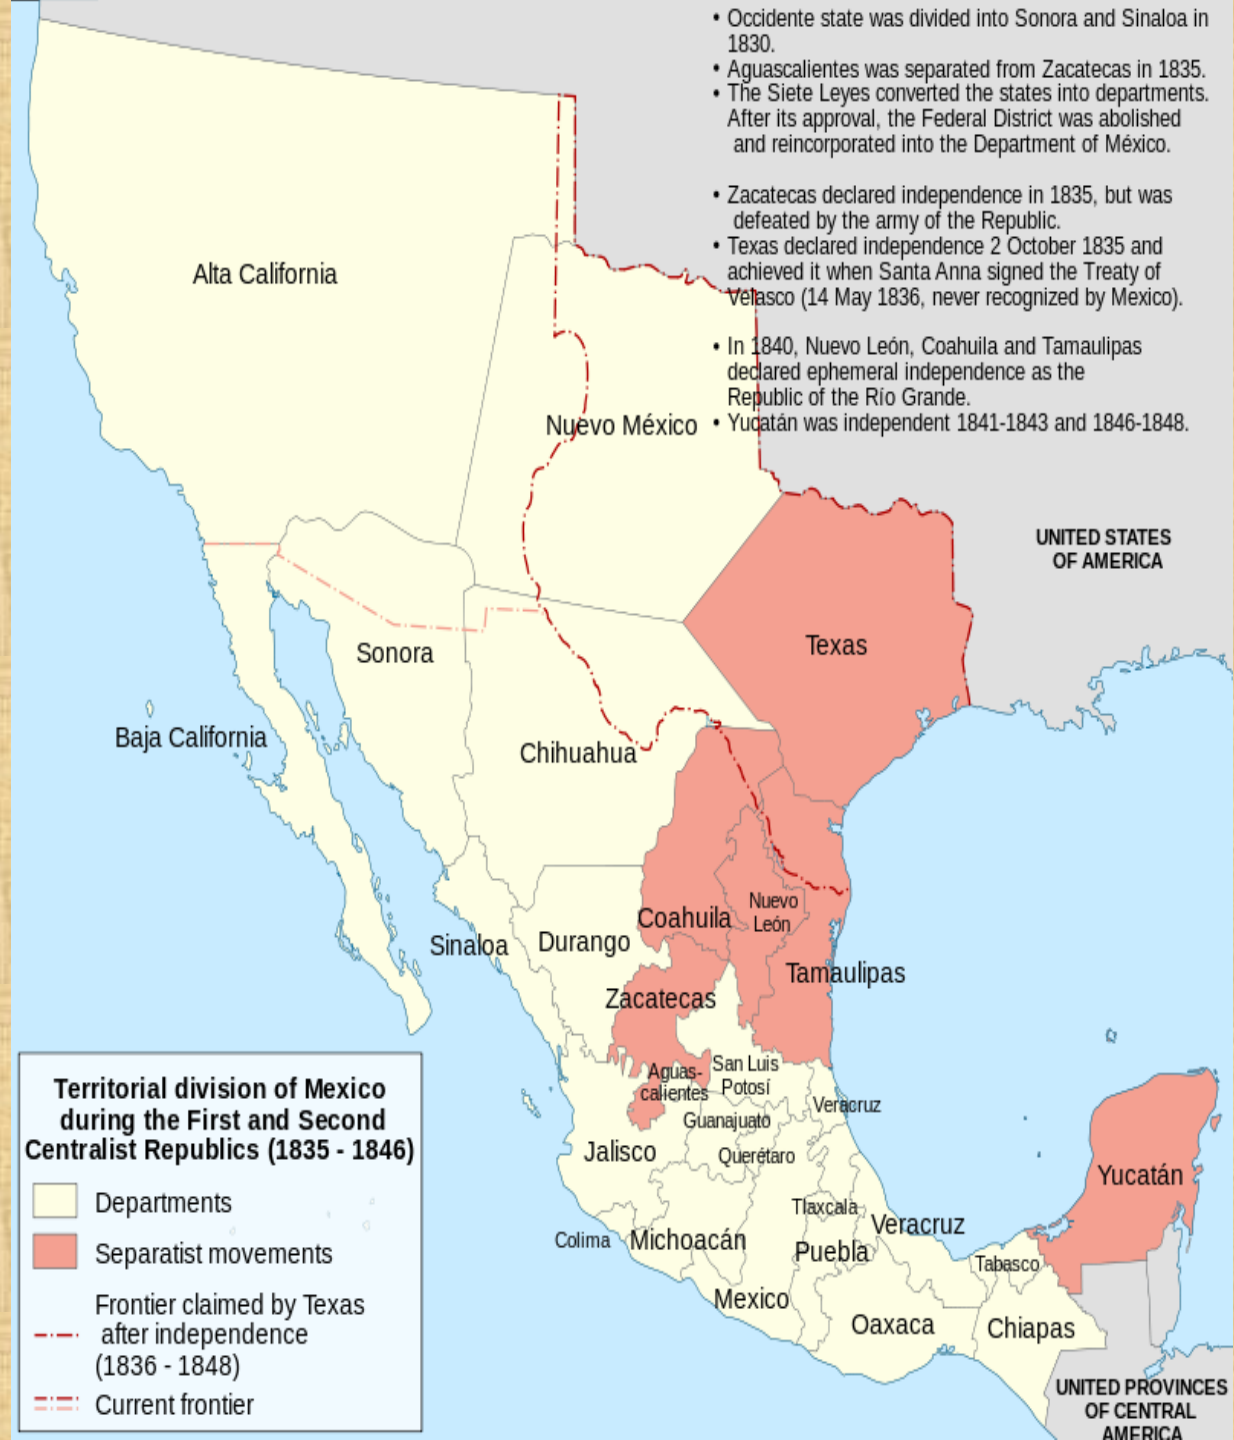 • Occidente state was divided into Sonora and Sinaloa in
1830.
• Aguascalientes was separated from Zacatecas in 1835.
• The Siete Leyes converted the states into departments.
After its approval, the Federal District was abolished
and reincorporated into the Department of México.
• Zacatecas declared independence in 1835, but was
defeated by the army of the Republic.
• Texas declared independence 2 October 1835 and
achieved it when Santa Anna signed the Treaty of
Velasco (14 May 1836, never recognized by Mexico).
• In 1840, Nuevo León, Coahuila and Tamaulipas
declared ephemeral independence as the
Republic of the Río Grande.
• Yucatán was independent 1841-1843 and 1846-1848.
Alta California
Nuevo México
UNITED STATES
OF AMERICA
Texas
Sonora
Baja California
Chihuahua
Nuevo
León
Coahuila
Durango
Sinaloa
Tamaulipas
Zacatecas
San Luis
Potosí
Aguas-
calientes
Veracruz
Guanajuato
Jalisco
Querétaro
Yucatán
Tlaxcala
Veracruz
Colima
Michoacán
Puebla
Tabasco
Mexico
Oaxaca
Chiapas
UNITED PROVINCES
OF CENTRAL
AMERICA
Territorial division of Mexico
during the First and Second
Centralist Republics (1835 - 1846)
Departments
Separatist movements
Frontier claimed by Texas
after independence
(1836 - 1848)
Current frontier